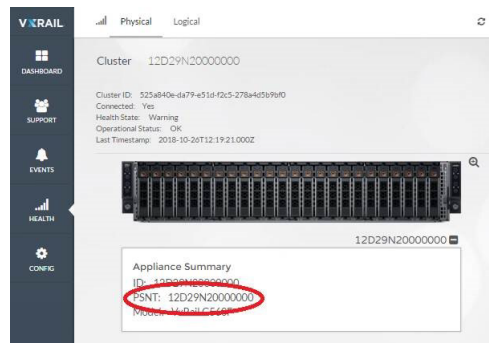 VXRAIL
Physical Logical
DASHBOARD
Cluster 12D29N20000000
Cluster ID: 525a840e-da79-e51d-f2c5-278a4d5b9bf0
Connected: Yes
SUPPORT
Health State: Warning
Operational Status: OK
Last Timestamp: 2018-10-26T12:19:21.000Z
EVENTS
HEALTH
12D29N20000000
CONFIG
Appliance Summary
ID: 12D29N20000000
PSNT: 12D29N20000000
Model: VxRail